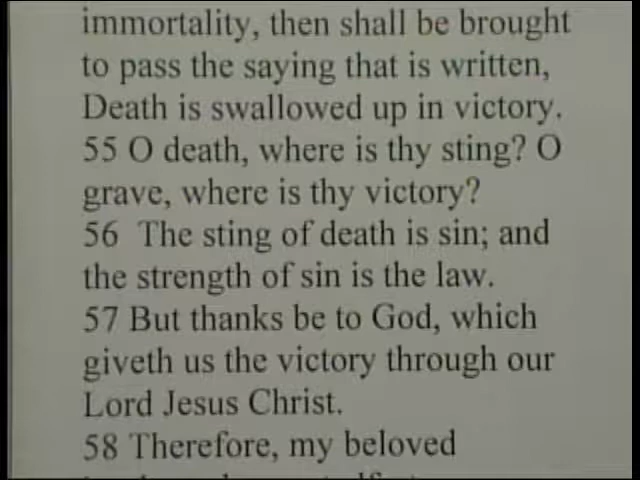 immortality, then shall be brought
to pass the saying that is written,
Death is swallowed up in victory.
55 O death, where is thy sting? O
grave, where is thy victory?
56  The sting of death is sin; and
the strength of sin is the law.
57 But thanks be to God, which
giveth us the victory through our
Lord Jesus Christ.
58 Therefore, my beloved